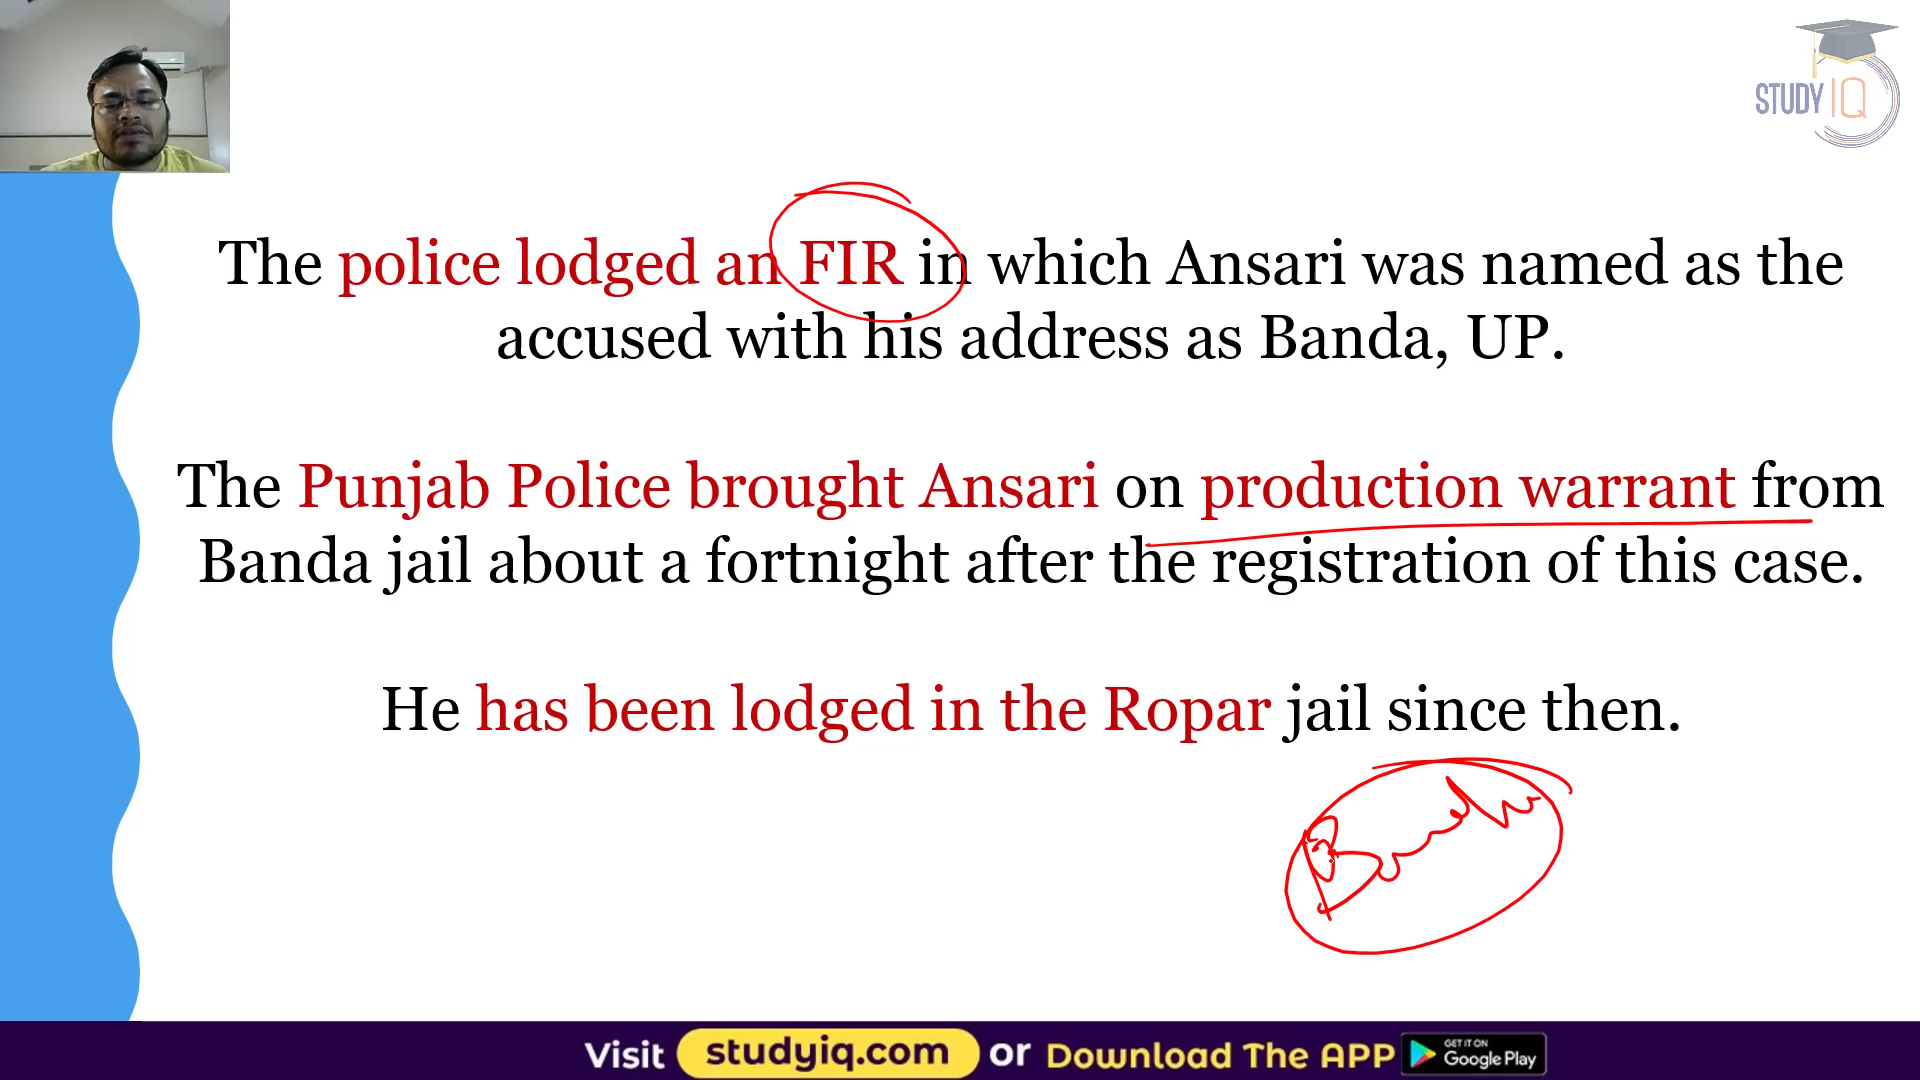 STUDY IQ
The police lodged an FIR in which Ansari was named as the
accused with his address as Banda, UP.
The Punjab Police brought Ansari on production warrant from
Banda jail about a fortnight after the registration of this case.
He has been lodged in the Ropar jail since then.
Visit studyiq.com or Download The APP GET IT ON Google Play